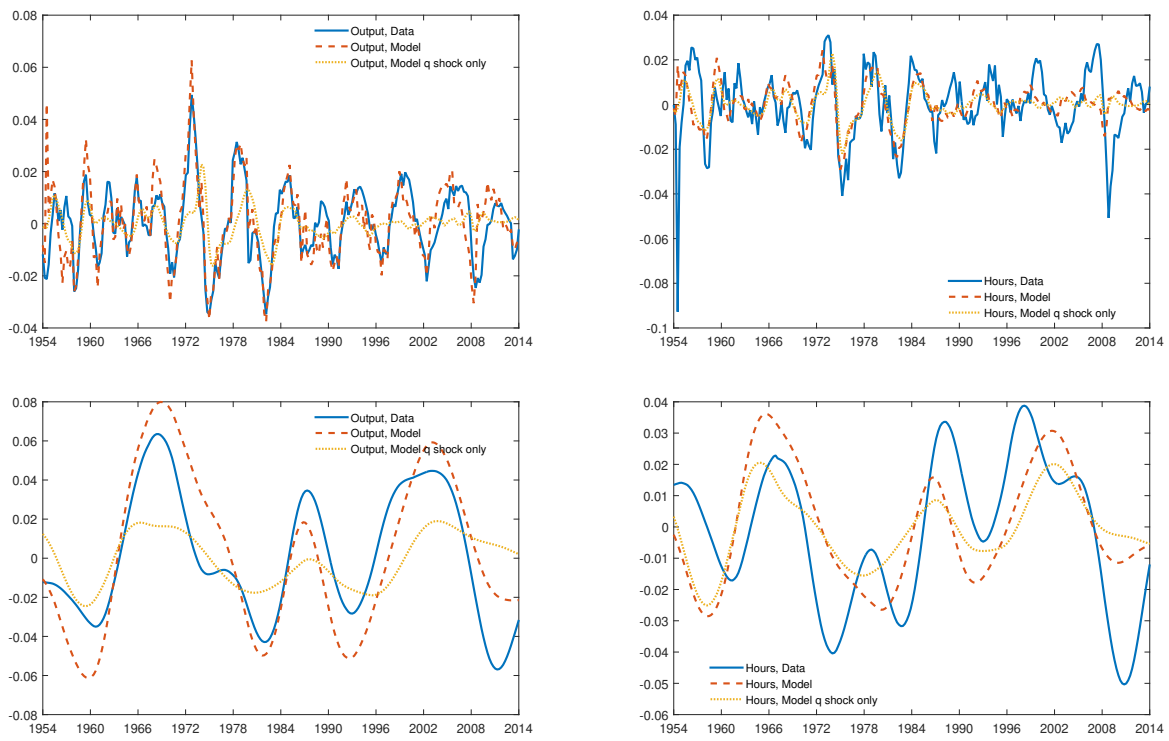 0.08
0.06
0.04
0.02
0
-0.02
-0.04
1954 1960 1966 1972 1978 1984 1990 1996 2002 2008 2014
Output, Data
Output, Model
Output, Model q shock only
0.04
0.02
0
-0.02
-0.04
-0.06
-0.08
-0.1
1954 1960 1966 1972 1978 1984 1990 1996 2002 2008 2014
Hours, Data
Hours, Model
Hours, Model q shock only
0.08
0.06
0.04
0.02
0
-0.02
-0.04
-0.06
-0.08
1954 1960 1966 1972 1978 1984 1990 1996 2002 2008 2014
Output, Data
Output, Model
Output, Model q shock only
0.04
0.03
0.02
0.01
0
-0.01
-0.02
-0.03
-0.04
-0.05
-0.06
1954 1960 1966 1972 1978 1984 1990 1996 2002 2008 2014
Hours, Data
Hours, Model
Hours, Model q shock only